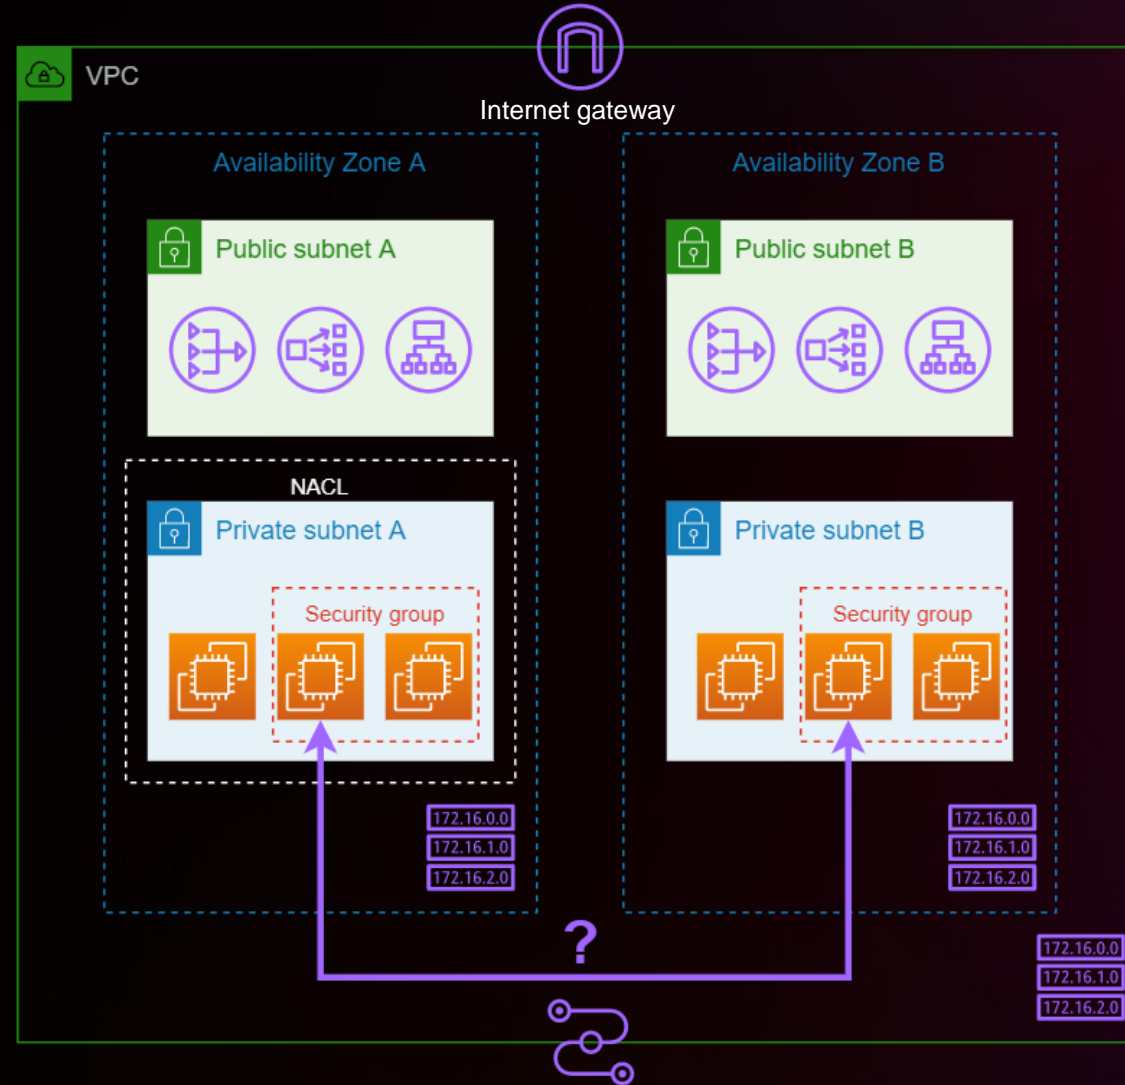 VPC
Internet gateway
Availability Zone A
Availability Zone B
Public subnet A
Public subnet B
NACL
Private subnet A
Private subnet B
Security group
Security group
172.16.0.0
172.16.1.0
172.16.2.0
172.16.0.0
172.16.1.0
172.16.2.0
?
172.16.0.0
172.16.1.0
172.16.2.0